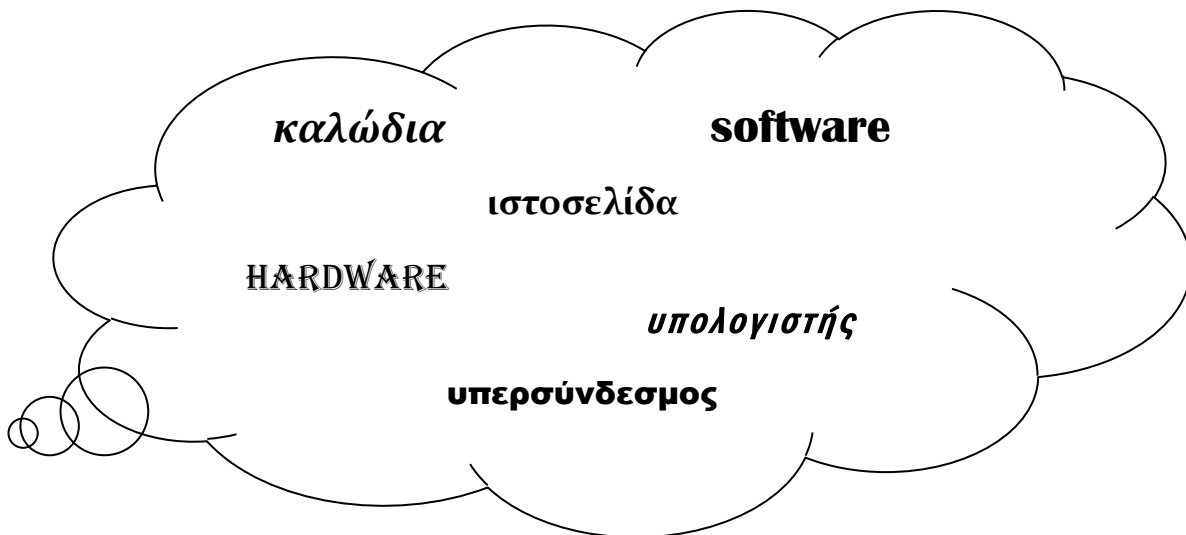 καλώδια software
ιστοσελίδα
HARDWARE
υπολογιστής
υπερσύνδεσμος